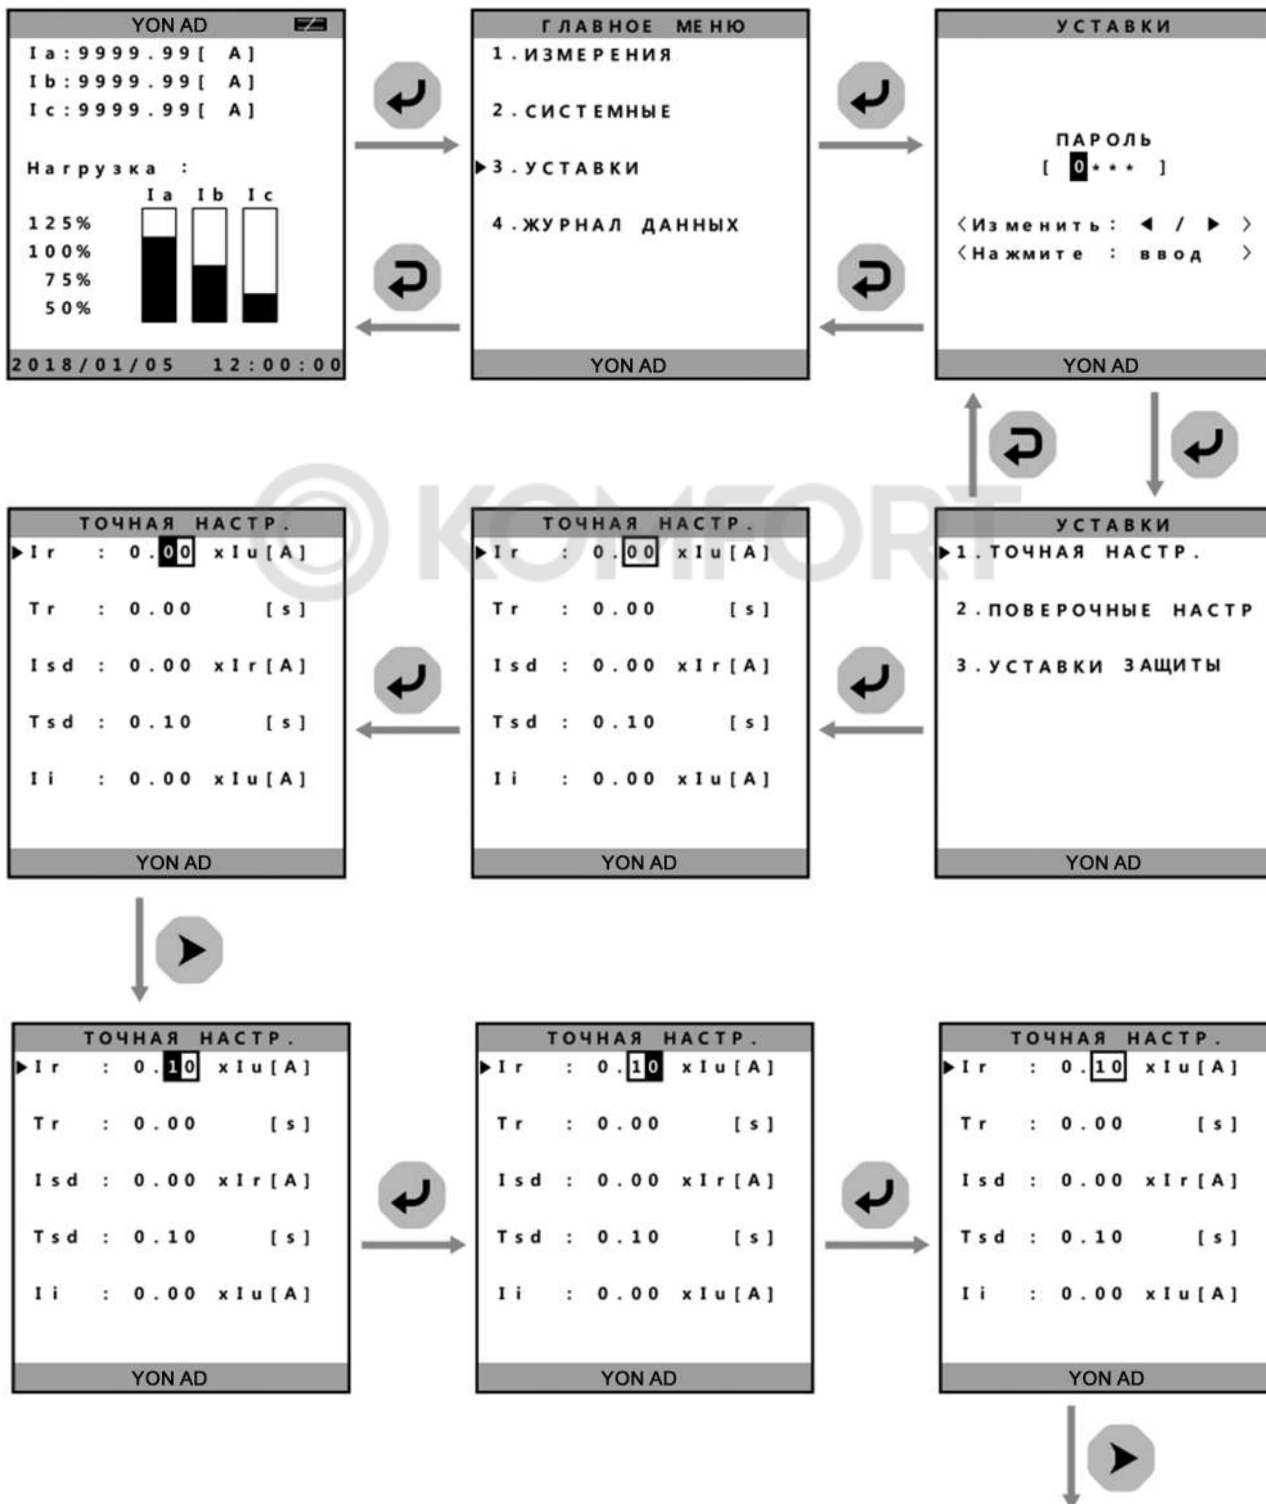 YON AD
Ia:9999.99[ A]
Ib:9999.99[ A]
Ic:9999.99[ A]
Нагрузка :
Ia Ib Ic
125%
100%
75%
50%
2018/01/05 12:00:00
ГЛАВНОЕ МЕНЮ
1.ИЗМЕРЕНИЯ
2.СИСТЕМНЫЕ
▶3.УСТАВКИ
4.ЖУРНАЛ ДАННЫХ
YON AD
УСТАВКИ
ПАРОЛЬ
[ 0*** ]
<Изменить: ◀ / ▶ >
<Нажмите : ввод >
YON AD
KOMFORT
ТОЧНАЯ НАСТР.
▶Ir : 0.00 xIu[A]
Tr : 0.00 [s]
Isd : 0.00 xIr[A]
Tsd : 0.10 [s]
Ii : 0.00 xIu[A]
YON AD
ТОЧНАЯ НАСТР.
▶Ir : 0.00 xIu[A]
Tr : 0.00 [s]
Isd : 0.00 xIr[A]
Tsd : 0.10 [s]
Ii : 0.00 xIu[A]
YON AD
УСТАВКИ
▶1.ТОЧНАЯ НАСТР.
2.ПОВЕРОЧНЫЕ НАСТР
3.УСТАВКИ ЗАЩИТЫ
YON AD
ТОЧНАЯ НАСТР.
▶Ir : 0.10 xIu[A]
Tr : 0.00 [s]
Isd : 0.00 xIr[A]
Tsd : 0.10 [s]
Ii : 0.00 xIu[A]
YON AD
ТОЧНАЯ НАСТР.
▶Ir : 0.10 xIu[A]
Tr : 0.00 [s]
Isd : 0.00 xIr[A]
Tsd : 0.10 [s]
Ii : 0.00 xIu[A]
YON AD
ТОЧНАЯ НАСТР.
▶Ir : 0.10 xIu[A]
Tr : 0.00 [s]
Isd : 0.00 xIr[A]
Tsd : 0.10 [s]
Ii : 0.00 xIu[A]
YON AD